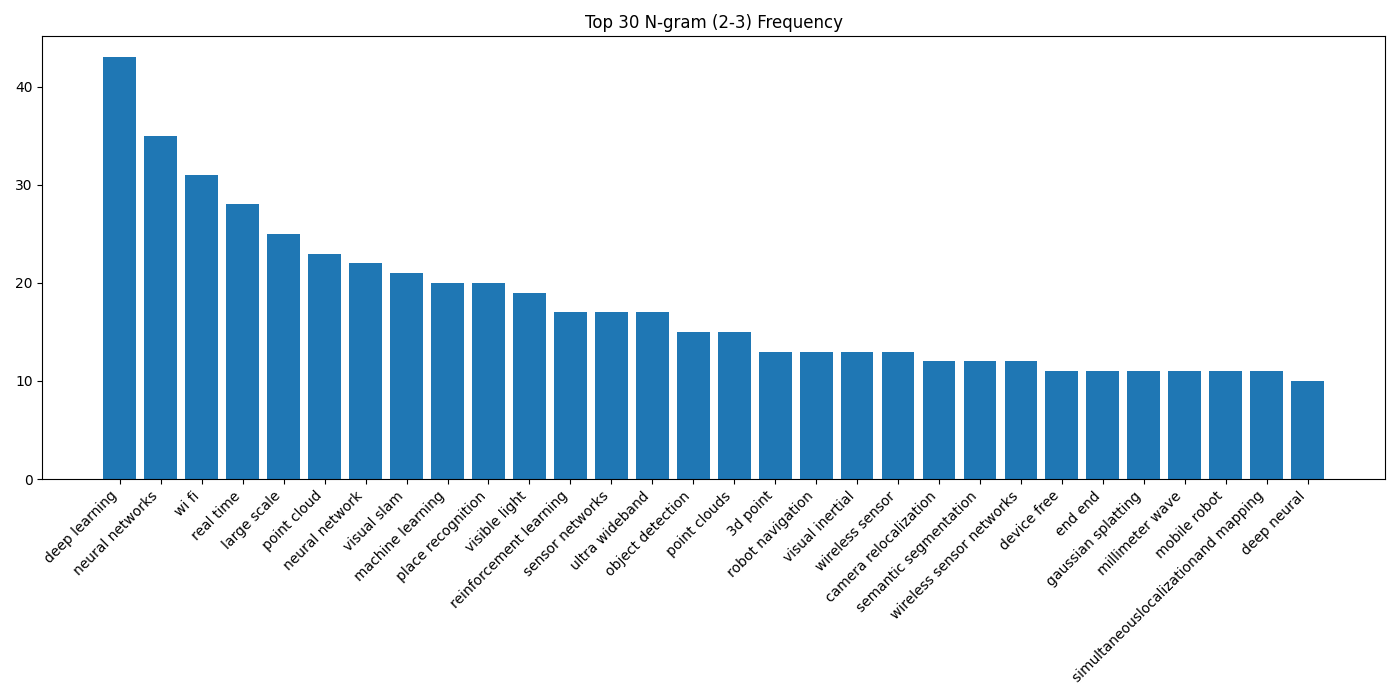 Top 30 N-gram (2-3) Frequency
40
30
20
10
0
deep learning
neural networks
wi fi
real time
large scale
point cloud
neural network
visual slam
machine learning
place recognition
visible light
reinforcement learning
sensor networks
ultra wideband
object detection
point clouds
3d point
robot navigation
visual inertial
wireless sensor
camera relocalization
semantic segmentation
wireless sensor networks
device free
end end
gaussian splatting
millimeter wave
mobile robot
simultaneouslocalizationand mapping
deep neural